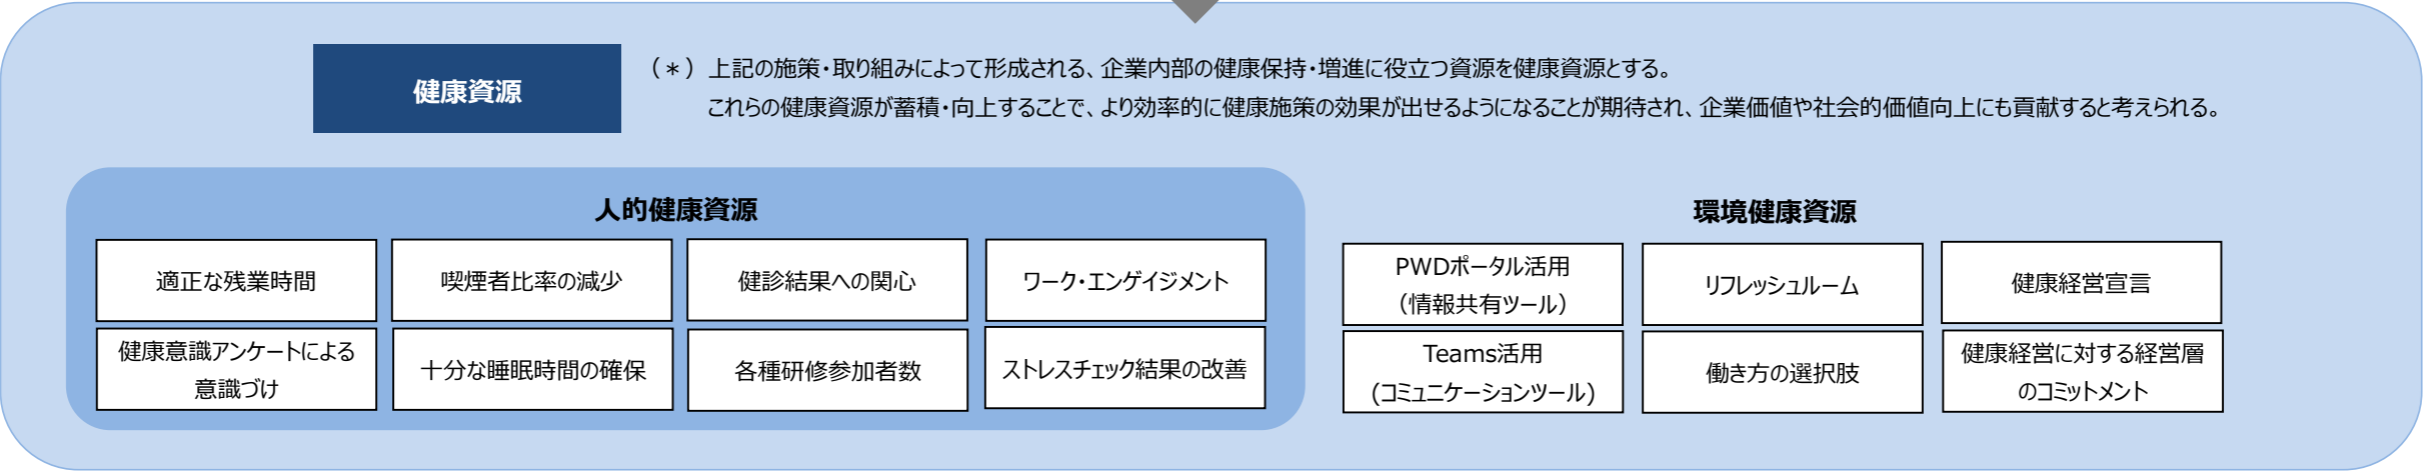 健康資源
（＊）上記の施策・取り組みによって形成される、企業内部の健康保持・増進に役立つ資源を健康資源とする。
これらの健康資源が蓄積・向上することで、より効率的に健康施策の効果が出せるようになることが期待され、企業価値や社会的価値向上にも貢献すると考えられる。
人的健康資源
適正な残業時間
喫煙者比率の減少
健診結果への関心
ワーク・エンゲイジメント
健康意識アンケートによる
意識づけ
十分な睡眠時間の確保
各種研修参加者数
ストレスチェック結果の改善
環境健康資源
PWDポータル活用
（情報共有ツール）
リフレッシュルーム
健康経営宣言
Teams活用
(コミュニケーションツール)
働き方の選択肢
健康経営に対する経営層
のコミットメント